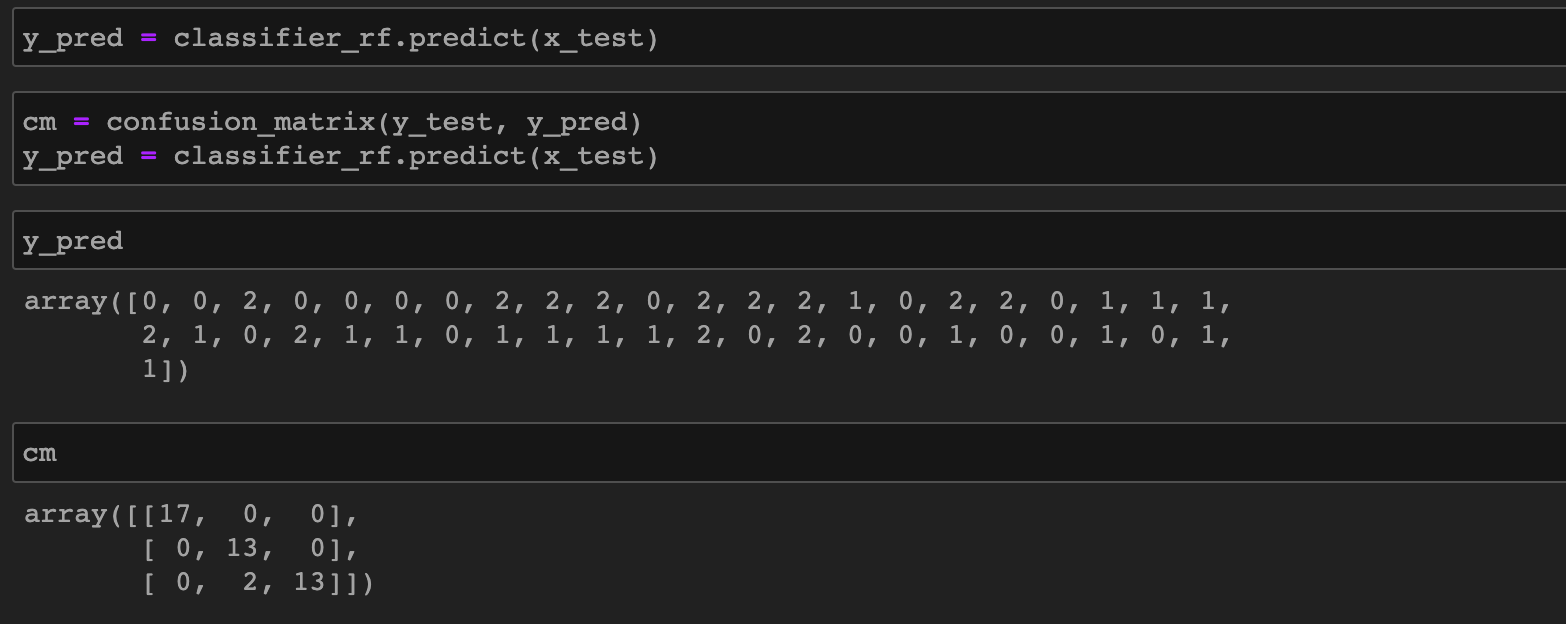 y_pred = classifier_rf.predict(x_test)
cm = confusion_matrix(y_test, y_pred)
y_pred = classifier_rf.predict(x_test)
y_pred
array([0, 0, 2, 0, 0, 0, 0, 2, 2, 2, 0, 2, 2, 2, 1, 0, 2, 2, 0, 1, 1, 1,
       2, 1, 0, 2, 1, 1, 0, 1, 1, 1, 1, 2, 0, 2, 0, 0, 1, 0, 0, 1, 0, 1,
       1])
cm
array([[17,  0,  0],
       [ 0, 13,  0],
       [ 0,  2, 13]])